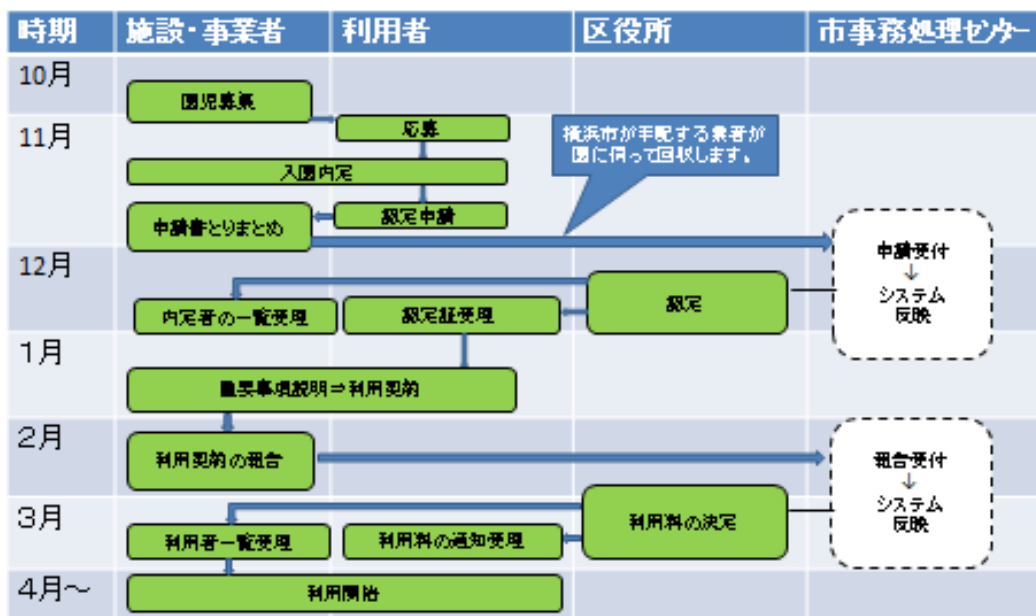 時期 施設・事業者 利用者 区役所 市事務処理センター
10月
園児募集
11月
応募
横浜市が手配する業者が
園に伺って回収します。
入園内定
認定申請
申請書とりまとめ
12月
申請受付
↓
システム
反映
認定
内定者の一覧受理
認定証受理
1月
重要事項説明⇒利用契約
2月
利用契約の報告
報告受付
↓
システム
反映
3月
利用料の決定
利用者一覧受理
利用料の通知受理
4月～
利用開始